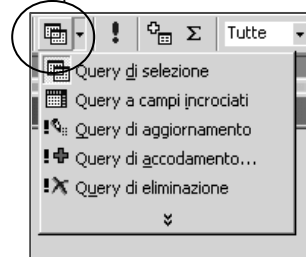 Σ Tutte
Query di selezione
Query a campi incrociati
Query di aggiornamento
Query di accodamento...
Query di eliminazione